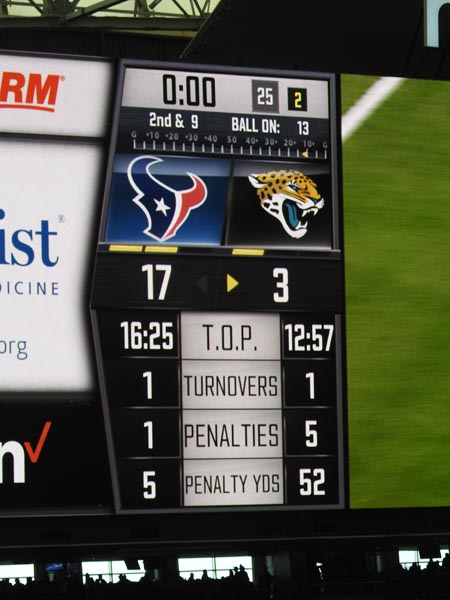 0:00 25 2
2nd & 9 BALL ON: 13
G 10 20 30 40 50 40 30 20 10 G
RM®
17 3
ist®
DICINE
org
n
16:25 T.O.P. 12:57
1 TURNOVERS 1
1 PENALTIES 5
5 PENALTY YDS 52